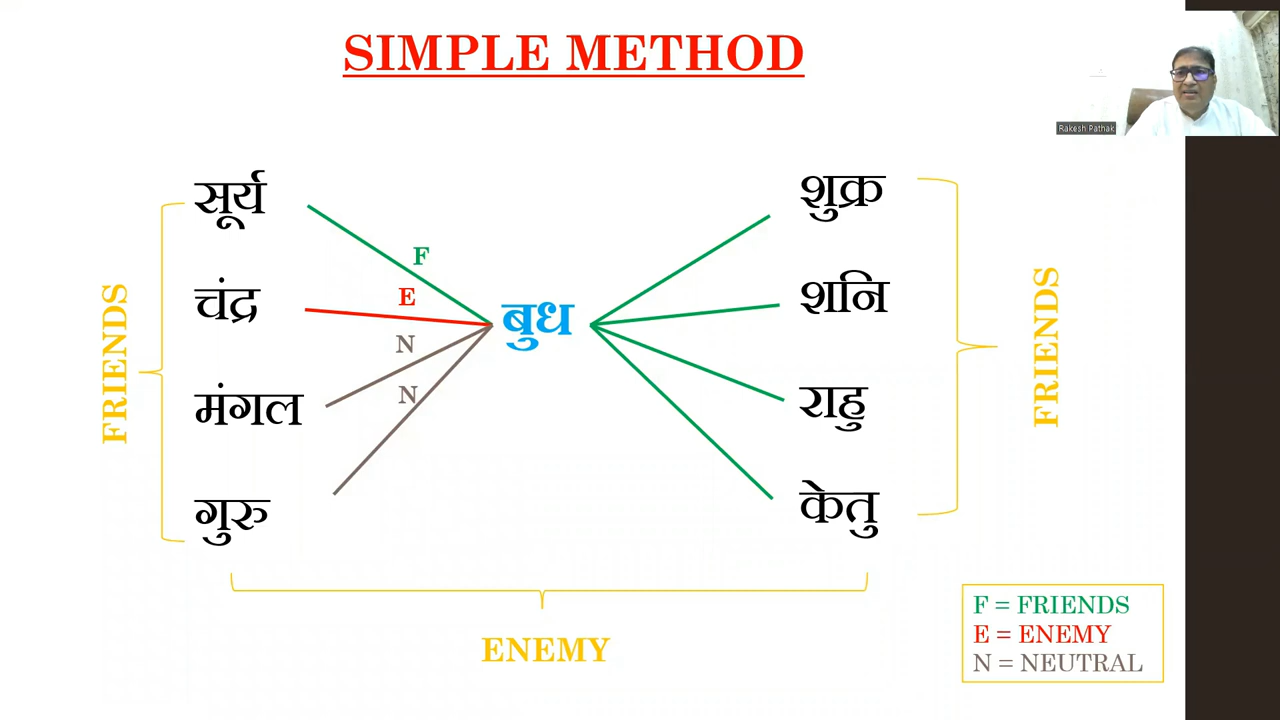 SIMPLE METHOD
Rakesh Pathak
सूर्य
चंद्र
मंगल
गुरु
FRIENDS
F
E
N
N
बुध
शुक्र
शनि
राहु
केतु
FRIENDS
ENEMY
F = FRIENDS
E = ENEMY
N = NEUTRAL